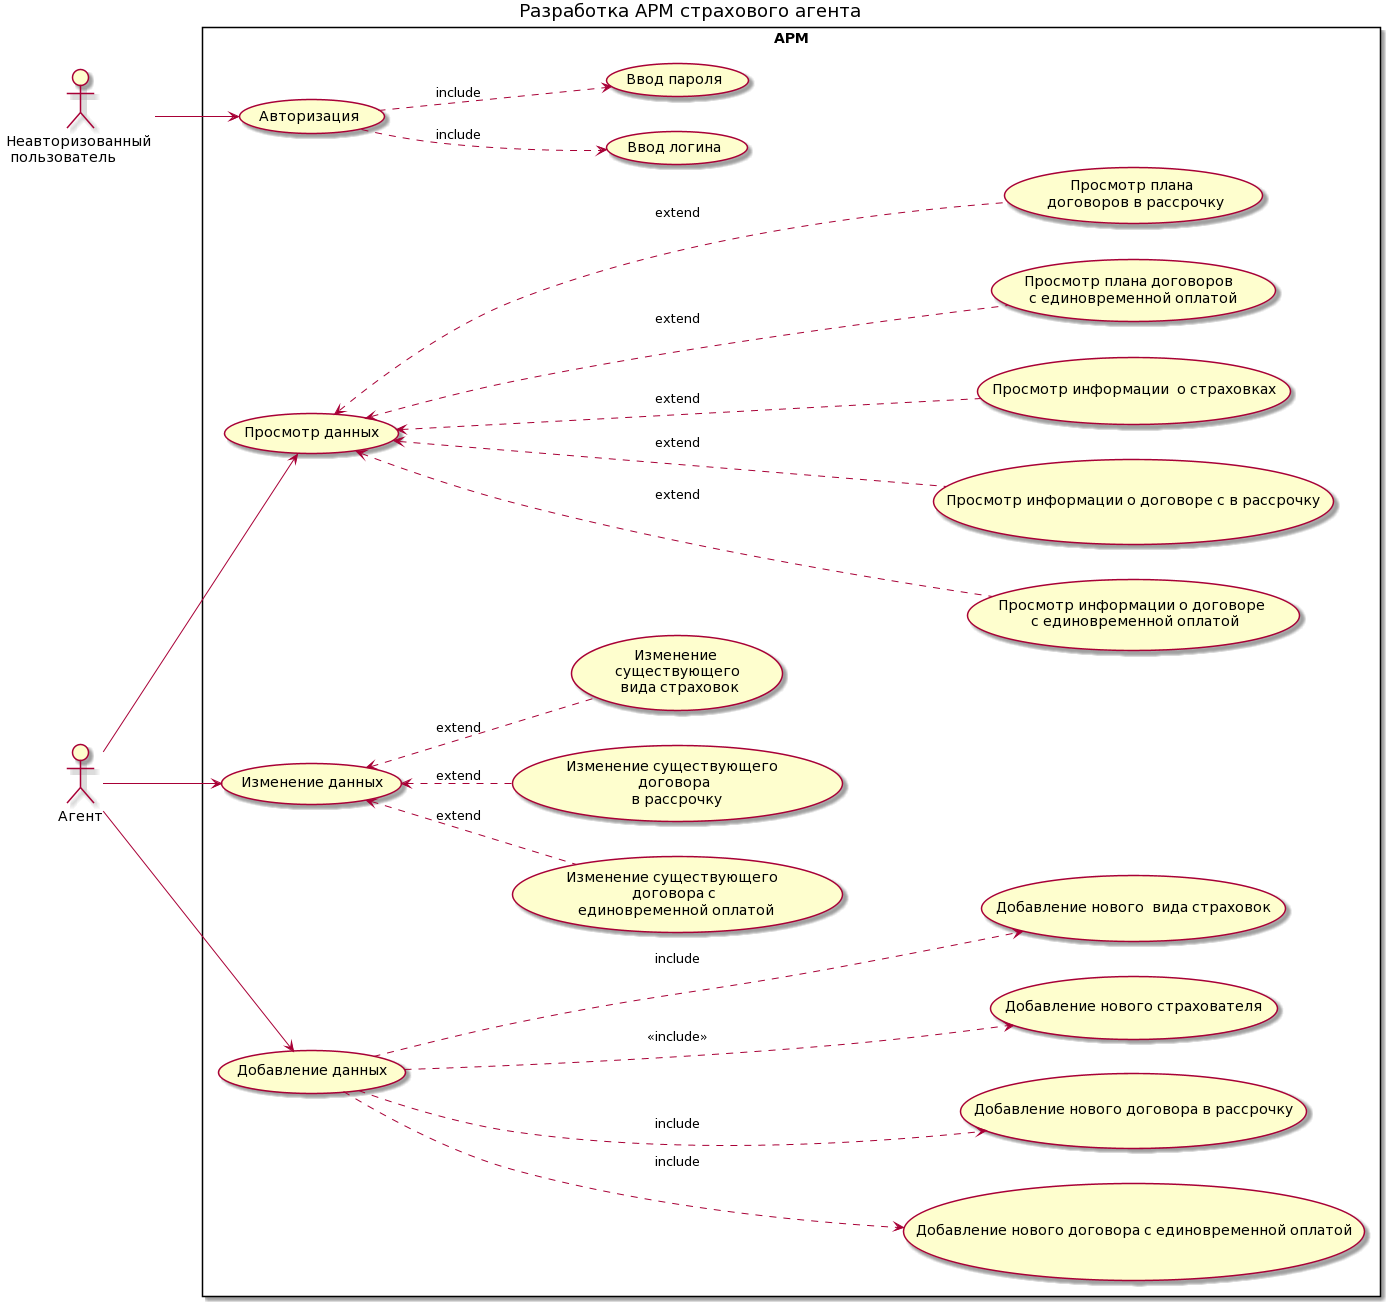 Разработка АРМ страхового агента
АРМ
Неавторизованный
пользователь
Авторизация
include
include
Ввод пароля
Ввод логина
Просмотр плана
договоров в рассрочку
extend
Просмотр плана договоров
с единовременной оплатой
extend
Просмотр информации  о страховках
extend
Просмотр данных
extend
Просмотр информации о договоре с в рассрочку
extend
Просмотр информации о договоре
с единовременной оплатой
Изменение
существующего
вида страховок
extend
Агент
Изменение данных
extend
Изменение существующего
договора
в рассрочку
extend
Изменение существующего
договора с
единовременной оплатой
Добавление нового  вида страховок
include
Добавление нового страхователя
«include»
Добавление данных
Добавление нового договора в рассрочку
include
include
Добавление нового договора с единовременной оплатой